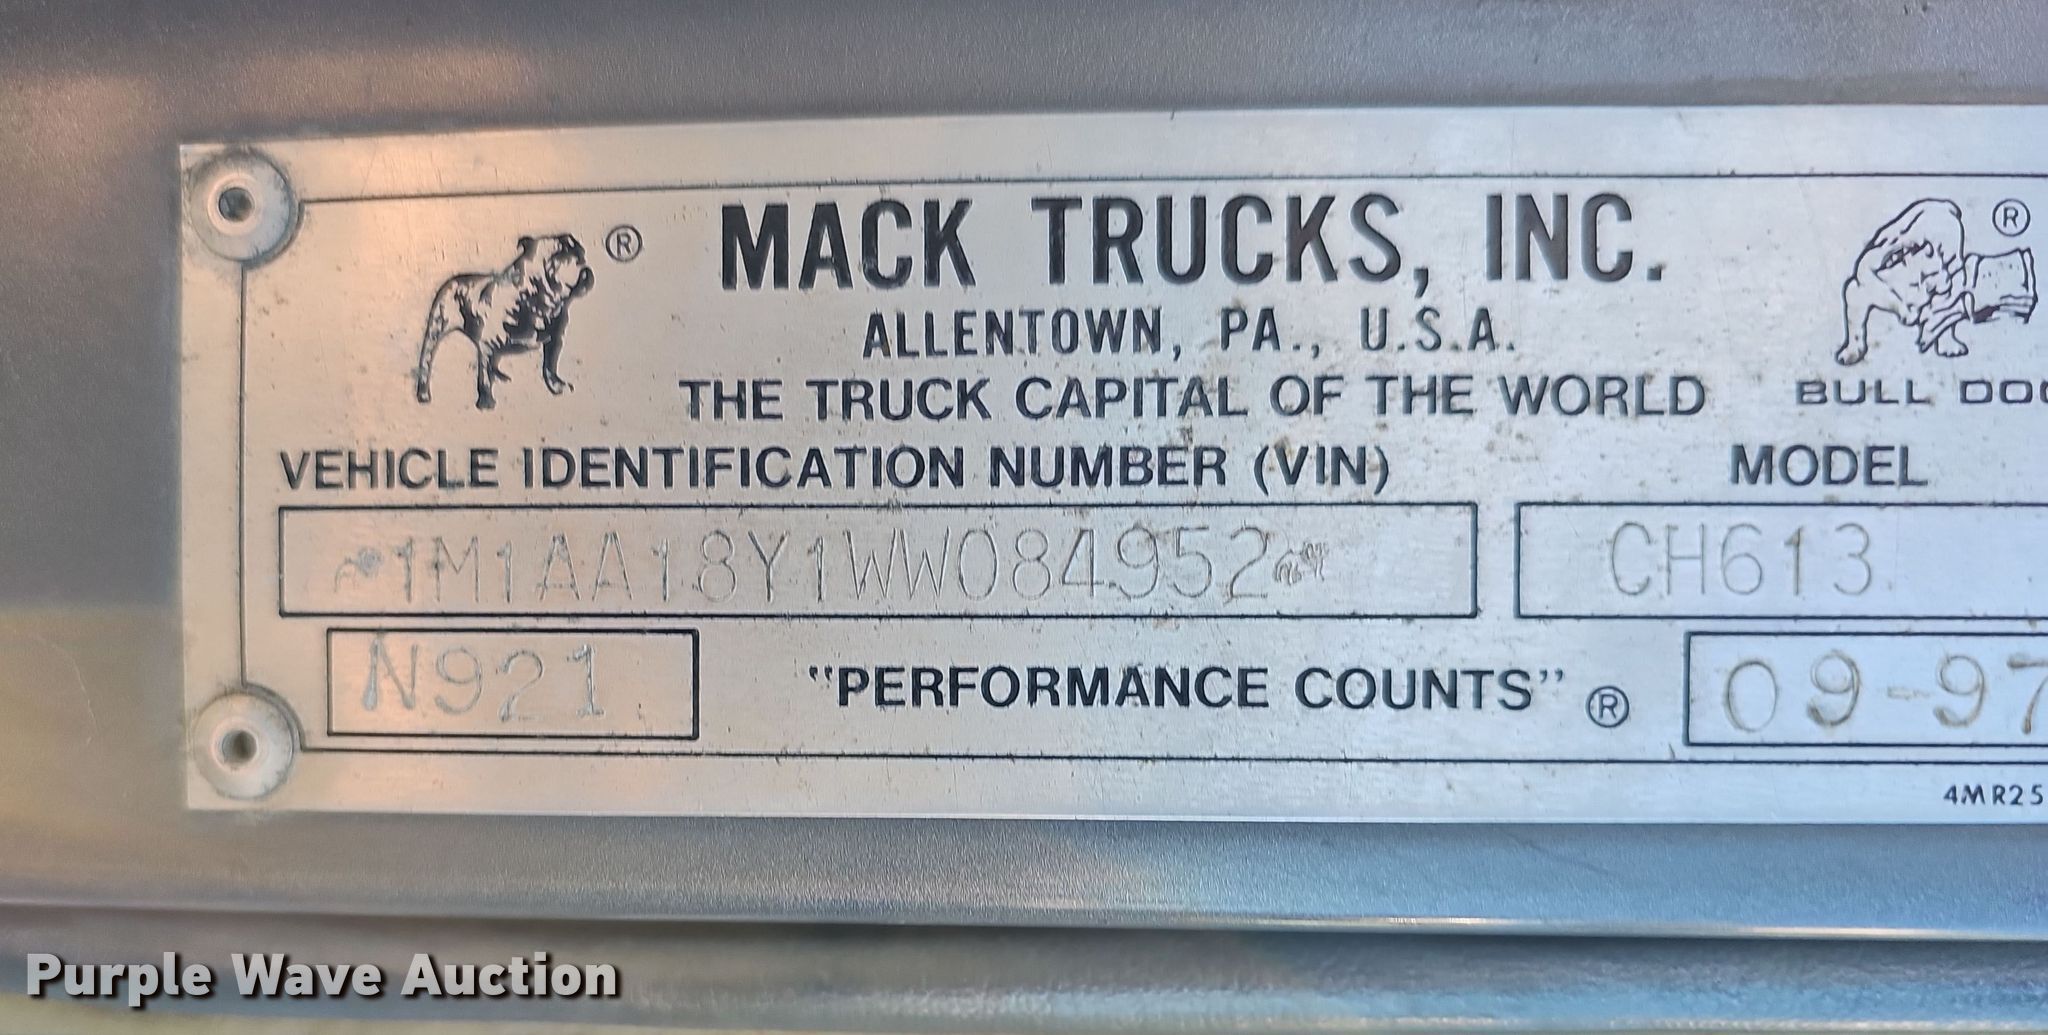 ® MACK TRUCKS, INC. ®
ALLENTOWN, PA., U.S.A.
THE TRUCK CAPITAL OF THE WORLD
BULL DOG
VEHICLE IDENTIFICATION NUMBER (VIN) MODEL
1M1AA18Y1WW084952 CH613
N921 "PERFORMANCE COUNTS" ® 09-97
4MR25
Purple Wave Auction